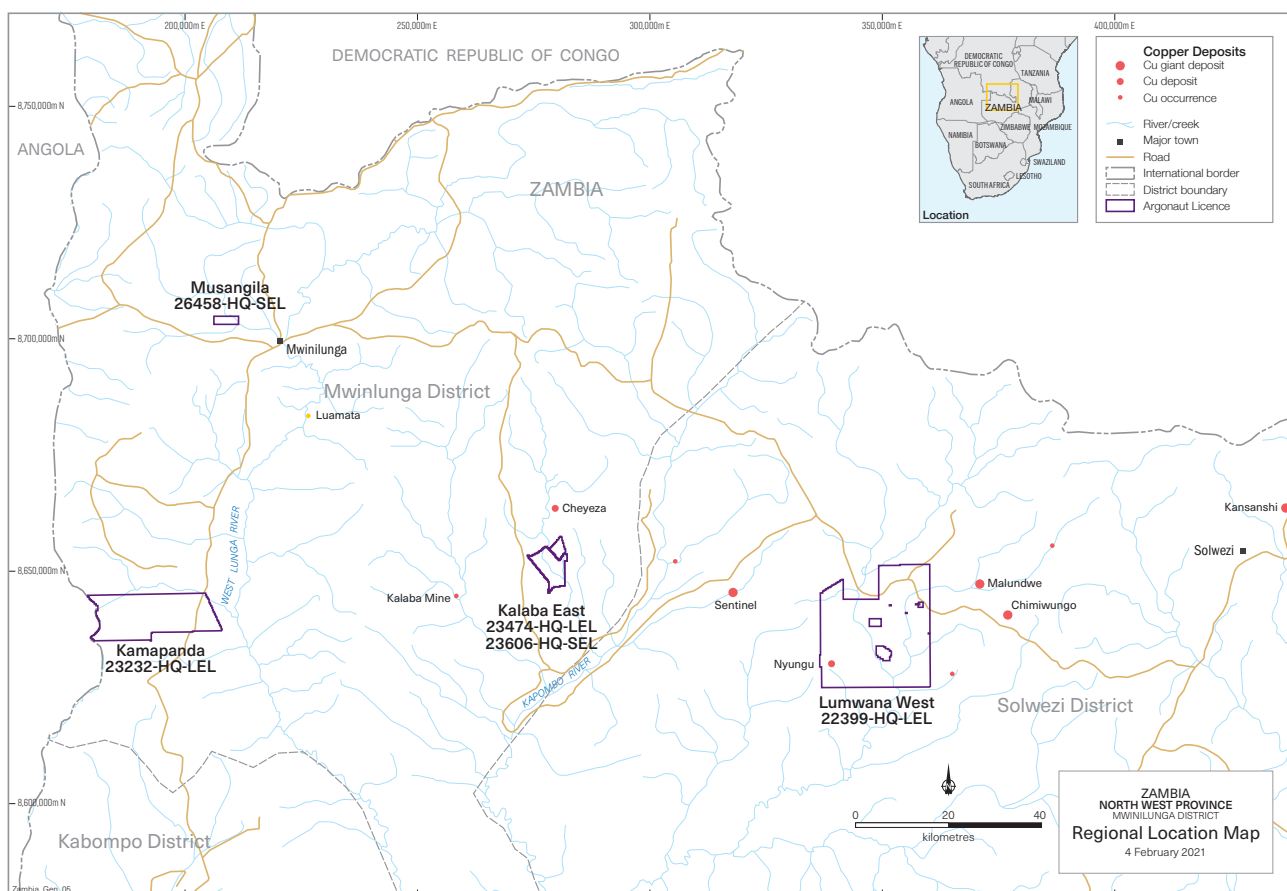 200,000m E
250,000m E
300,000m E
350,000m E
400,000m E
8,750,000m N
8,700,000m N
8,650,000m N
8,600,000m N
DEMOCRATIC REPUBLIC OF CONGO
ANGOLA
ZAMBIA
Musangila
26458-HQ-SEL
Mwinilunga
Mwinlunga District
Luamata
WEST LUNGA RIVER
Cheyeza
Kalaba Mine
Kalaba East
23474-HQ-LEL
23606-HQ-SEL
Kamapanda
23232-HQ-LEL
KAPOMBO RIVER
Sentinel
Nyungu
Lumwana West
22399-HQ-LEL
Malundwe
Chimiwungo
Kansanshi
Solwezi
Solwezi District
Kabompo District
Zambia_Gen_05
DEMOCRATIC
REPUBLIC OF CONGO
TANZANIA
ANGOLA
MALAWI
ZAMBIA
ZIMBABWE
MOZAMBIQUE
NAMIBIA
BOTSWANA
SWAZILAND
LESOTHO
SOUTH AFRICA
Location
Copper Deposits
Cu giant deposit
Cu deposit
Cu occurrence
River/creek
Major town
Road
International border
District boundary
Argonaut Licence
0 20 40
kilometres
ZAMBIA
NORTH WEST PROVINCE
MWINILUNGA DISTRICT
Regional Location Map
4 February 2021